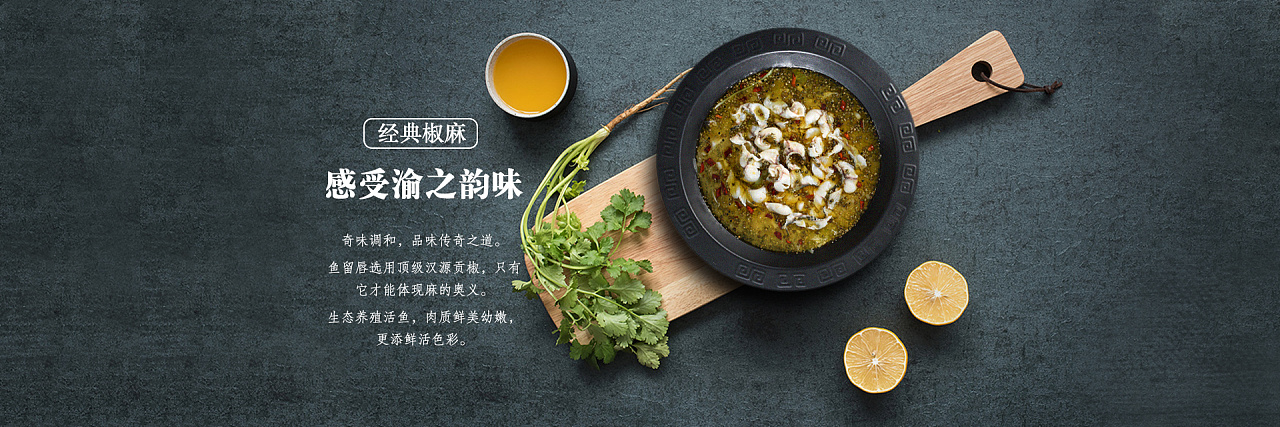 经典椒麻
感受渝之韵味
奇味调和，品味传奇之道。
鱼留唇选用顶级汉源贡椒，只有
它才能体现麻的奥义。
生态养殖活鱼，肉质鲜美幼嫩，
更添鲜活色彩。